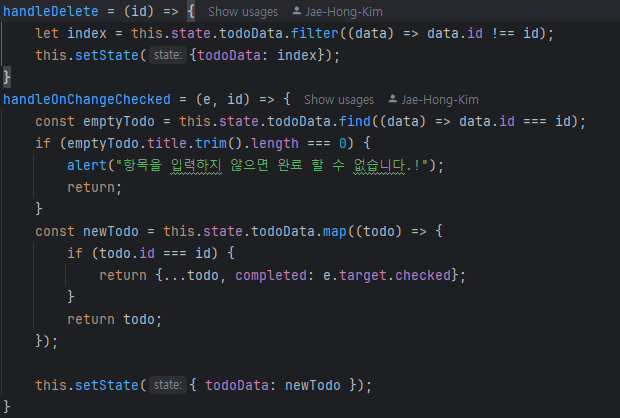 handleDelete = (id) => {  Show usages  Jae-Hong-Kim
    let index = this.state.todoData.filter((data) => data.id !== id);
    this.setState( state: {todoData: index});
}
handleOnChangeChecked = (e, id) => {  Show usages  Jae-Hong-Kim
    const emptyTodo = this.state.todoData.find((data) => data.id === id);
    if (emptyTodo.title.trim().length === 0) {
        alert("항목을 입력하지 않으면 완료 할 수 없습니다.!");
        return;
    }
    const newTodo = this.state.todoData.map((todo) => {
        if (todo.id === id) {
            return {...todo, completed: e.target.checked};
        }
        return todo;
    });
    this.setState( state: { todoData: newTodo });
}